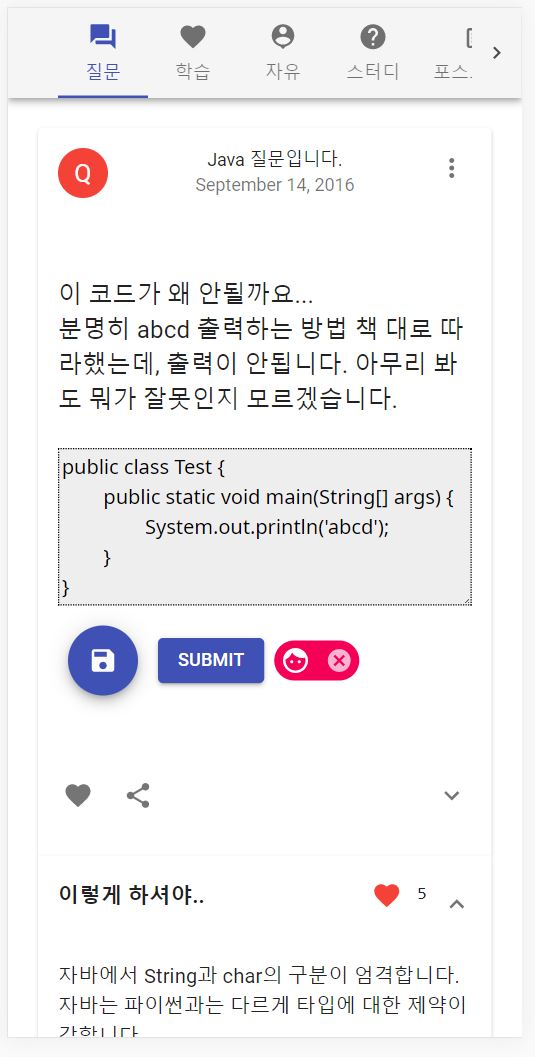 질문 학습 자유 스터디 포스..
Q
Java 질문입니다.
September 14, 2016
이 코드가 왜 안될까요...
분명히 abcd 출력하는 방법 책 대로 따
라했는데, 출력이 안됩니다. 아무리 봐
도 뭐가 잘못인지 모르겠습니다.
public class Test {
public static void main(String[] args) {
System.out.println('abcd');
}
}
SUBMIT
이렇게 하셔야..
5
자바에서 String과 char의 구분이 엄격합니다.
자바는 파이썬과는 다르게 타입에 대한 제약이
강합니다